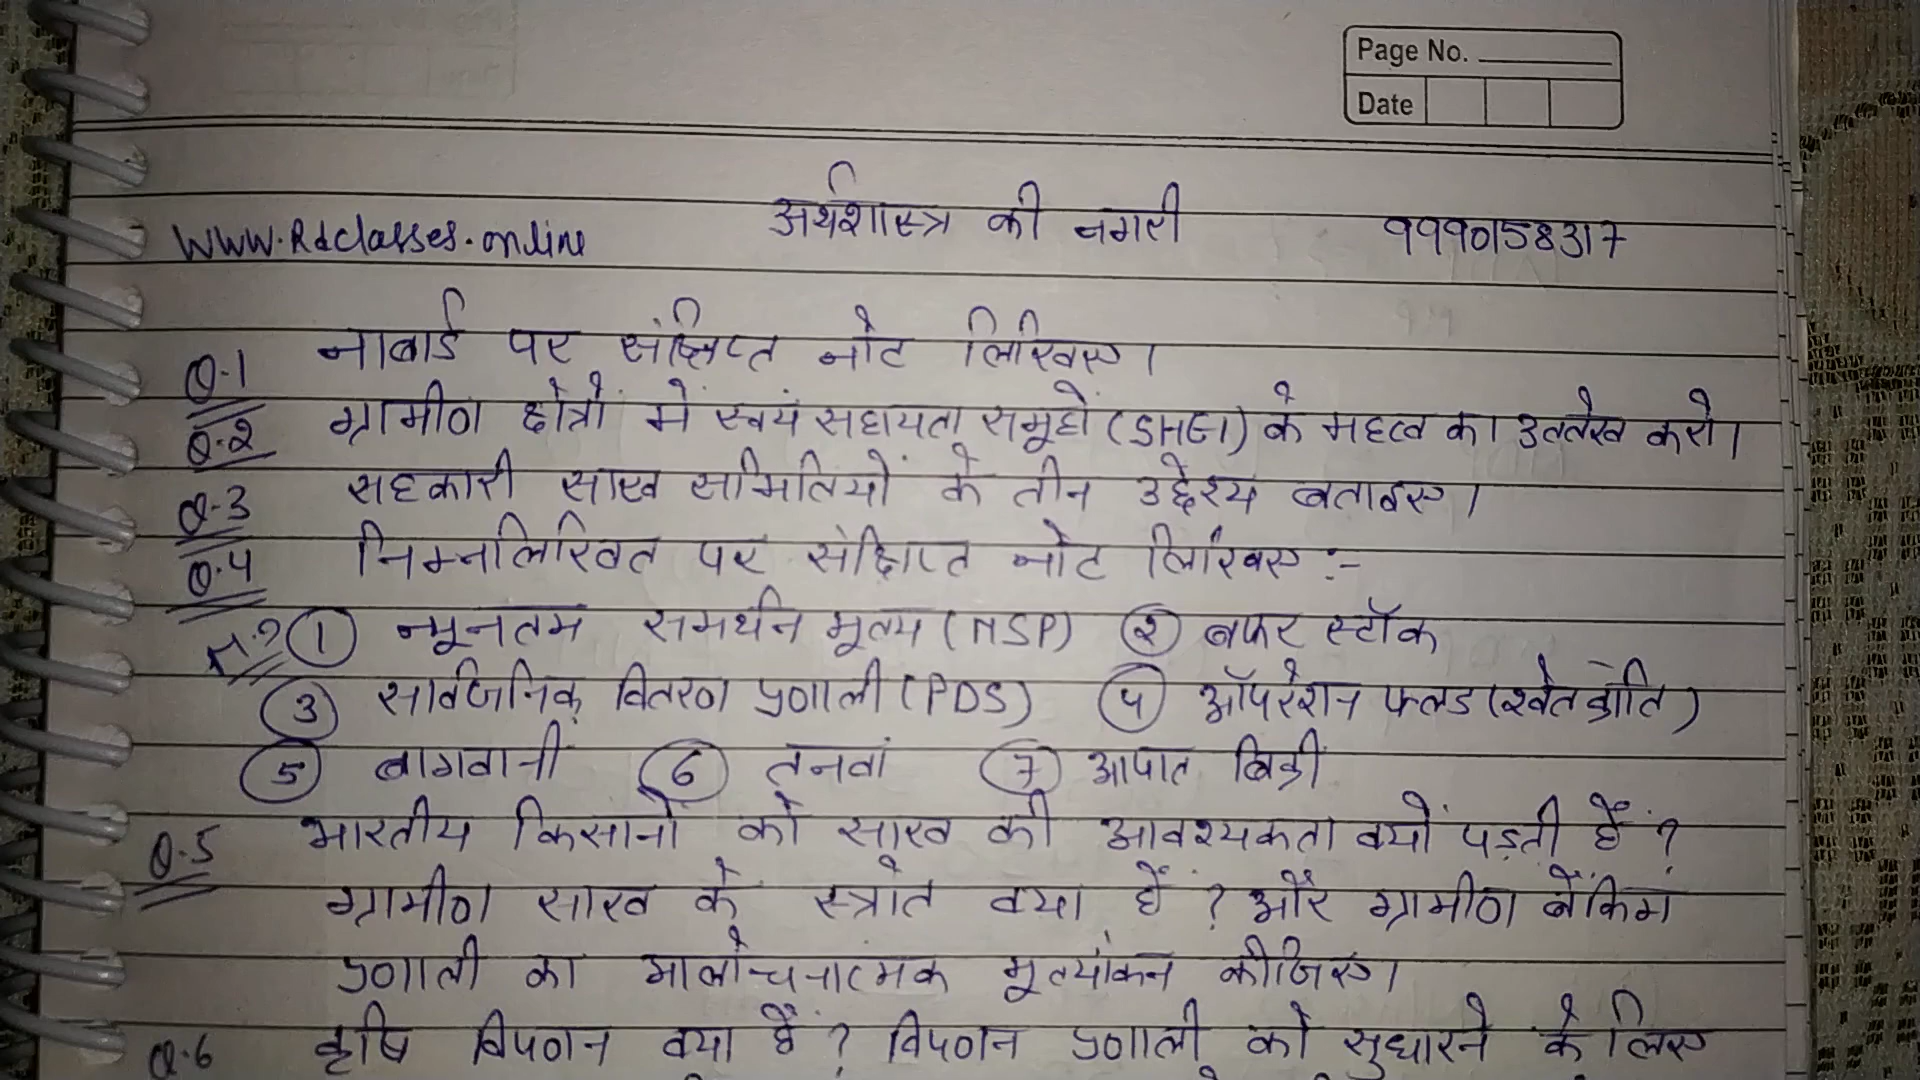 Page No.
Date
www.Rdclasses.online अर्थशास्त्र की नगरी 9990158317
Q.1 नाबार्ड पर संक्षिप्त नोट लिखिए।
Q.2 ग्रामीण क्षेत्रों में स्वयं सहायता समूहों (SHG) के महत्व का उल्लेख करो।
Q.3 सहकारी साख समितियों के तीन उद्देश्य बताइए।
Q.4 निम्नलिखित पर संक्षिप्त नोट लिखिए :-
① न्यूनतम समर्थन मूल्य (MSP) ② बफर स्टॉक
③ सार्वजनिक वितरण प्रणाली (PDS) ④ ऑपरेशन फ्लड (श्वेत क्रांति)
⑤ बागवानी ⑥ ⑦ आपात बिक्री
Q.5 भारतीय किसानों को साख की आवश्यकता क्यों पड़ती है ?
ग्रामीण साख के स्त्रोत क्या हैं ? और ग्रामीण बैंकिंग
प्रणाली का आलोचनात्मक मूल्यांकन कीजिए।
Q.6 कृषि विपणन क्या है ? विपणन प्रणाली को सुधारने के लिए